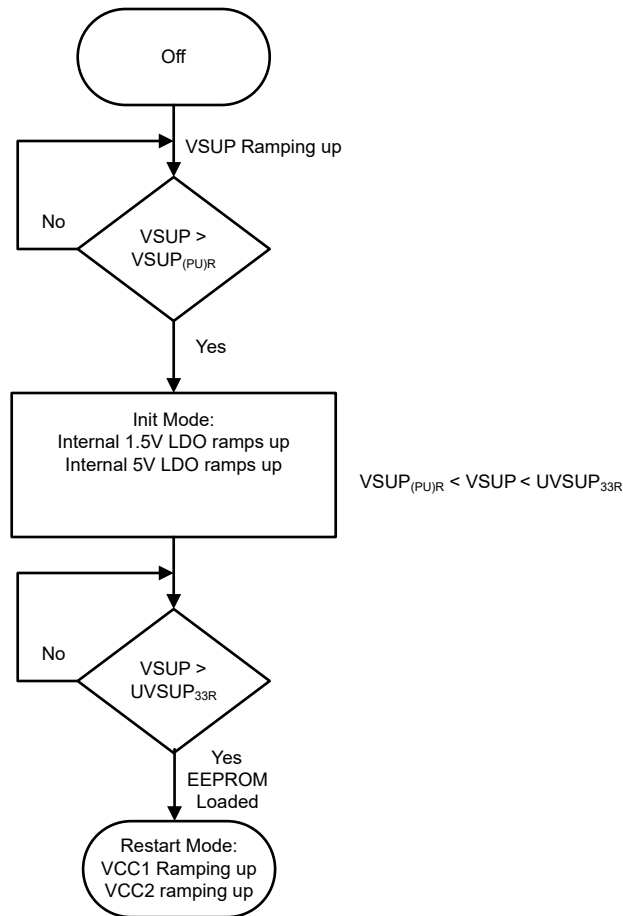 Off
VSUP Ramping up
No
VSUP >
VSUP(PU)R
Yes
Init Mode:
Internal 1.5V LDO ramps up
Internal 5V LDO ramps up
VSUP(PU)R < VSUP < UVSUP33R
No
VSUP >
UVSUP33R
Yes
EEPROM
Loaded
Restart Mode:
VCC1 Ramping up
VCC2 ramping up